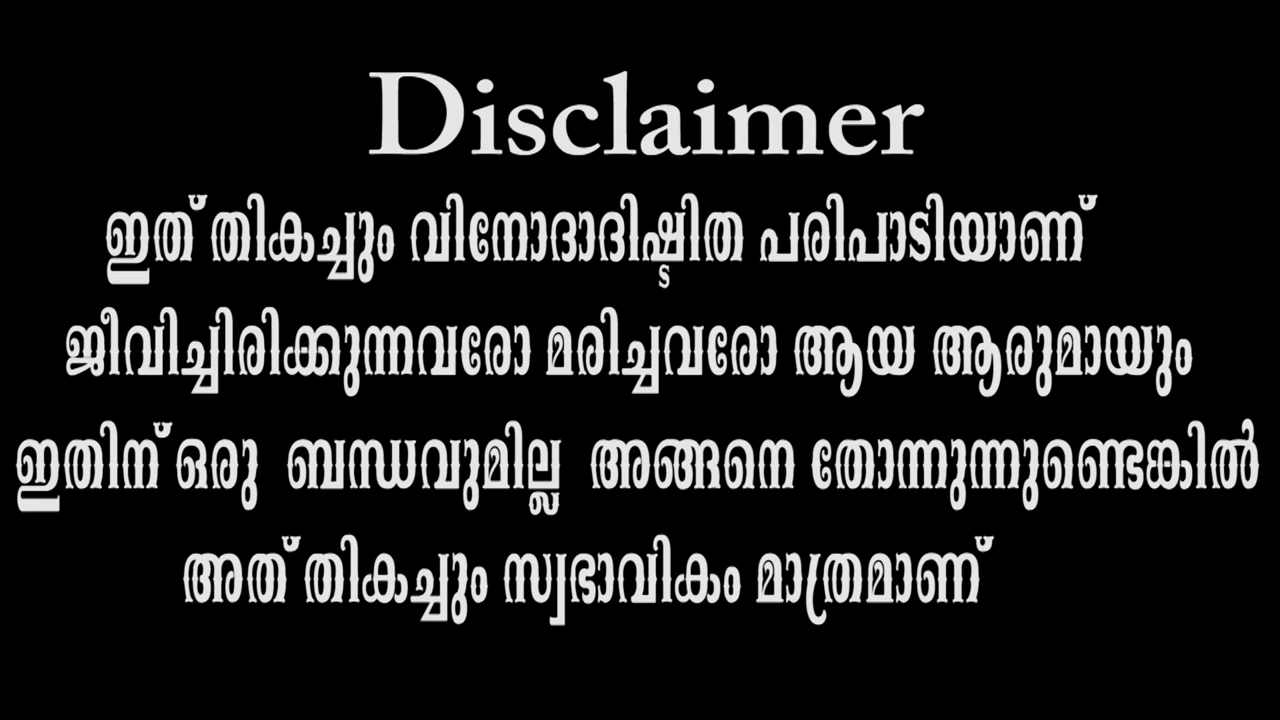 Disclaimer
ഇത് തികച്ചും വിനോദാദിഷ്ടിത പരിപാടിയാണ്
ജീവിച്ചിരിക്കുന്നവരോ മരിച്ചവരോ ആയ ആരുമായും
ഇതിന് ഒരു ബന്ധവുമില്ല അങ്ങനെ തോന്നുന്നുണ്ടെങ്കിൽ
അത് തികച്ചും സ്വഭാവികം മാത്രമാണ്